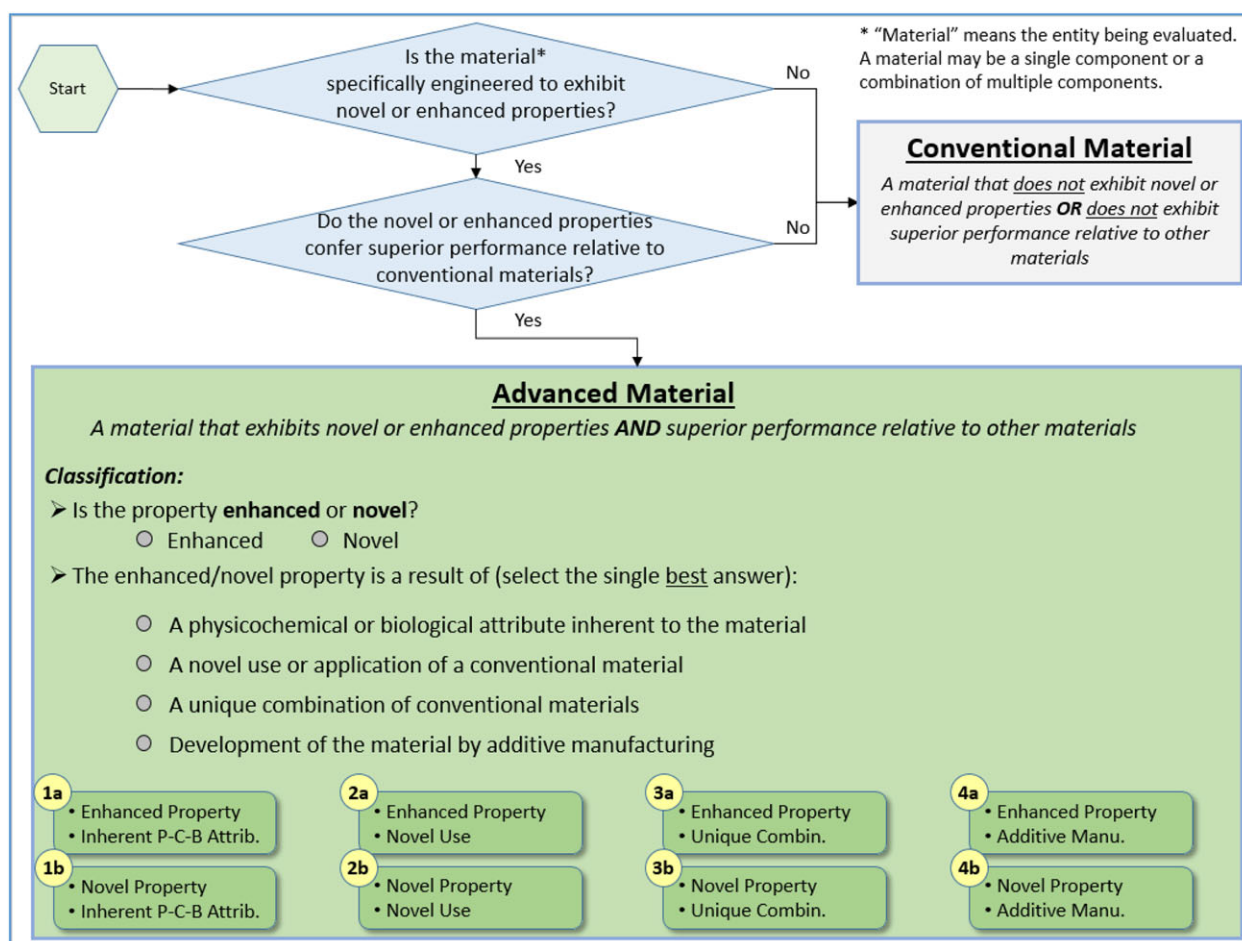 * “Material” means the entity being evaluated.
A material may be a single component or a
combination of multiple components.
Start
Is the material*
specifically engineered to exhibit
novel or enhanced properties?
No
Yes
Do the novel or enhanced properties
confer superior performance relative to
conventional materials?
No
Yes
Conventional Material
A material that does not exhibit novel or
enhanced properties OR does not exhibit
superior performance relative to other
materials
Advanced Material
A material that exhibits novel or enhanced properties AND superior performance relative to other materials
Classification:
➢ Is the property enhanced or novel?
Enhanced
Novel
➢ The enhanced/novel property is a result of (select the single best answer):
A physicochemical or biological attribute inherent to the material
A novel use or application of a conventional material
A unique combination of conventional materials
Development of the material by additive manufacturing
1a
• Enhanced Property
• Inherent P-C-B Attrib.
2a
• Enhanced Property
• Novel Use
3a
• Enhanced Property
• Unique Combin.
4a
• Enhanced Property
• Additive Manu.
1b
• Novel Property
• Inherent P-C-B Attrib.
2b
• Novel Property
• Novel Use
3b
• Novel Property
• Unique Combin.
4b
• Novel Property
• Additive Manu.